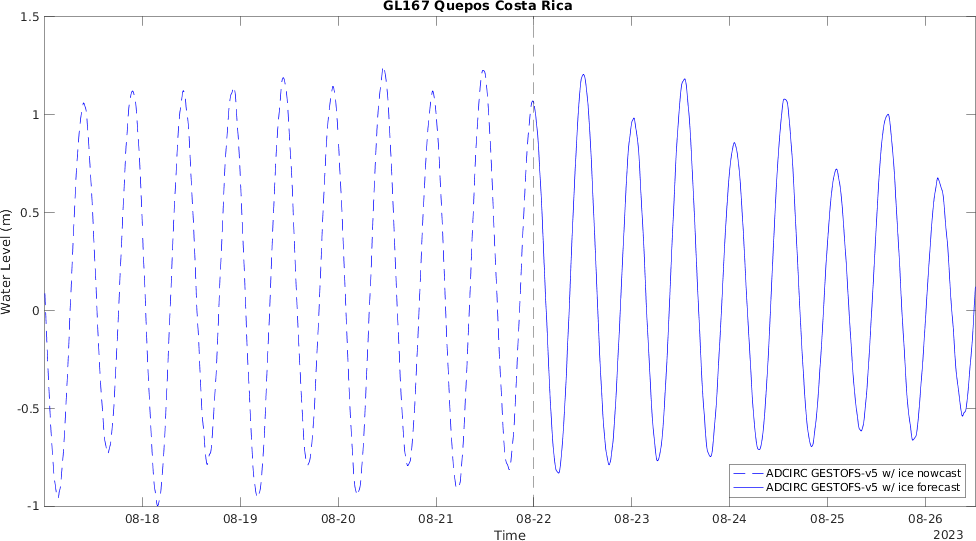 GL167 Quepos Costa Rica
1.5
1
0.5
0
-0.5
-1
Water Level (m)
08-18 08-19 08-20 08-21 08-22 08-23 08-24 08-25 08-26
Time
2023
ADCIRC GESTOFS-v5 w/ ice nowcast
ADCIRC GESTOFS-v5 w/ ice forecast